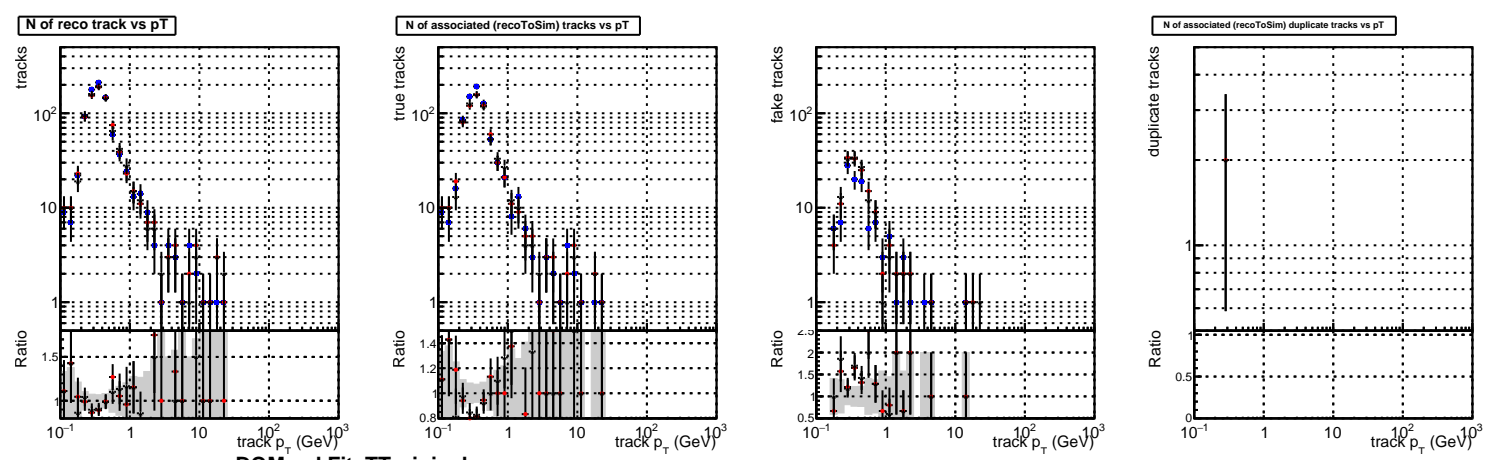 N of reco track vs pT
tracks
10²
10
1
Ratio
1.5
1
10⁻¹ 1 10 10² 10³
track p_T (GeV)
N of associated (recoToSim) tracks vs pT
true tracks
10²
10
1
Ratio
1.4
1.2
1
0.8
10⁻¹ 1 10 10² 10³
track p_T (GeV)
fake tracks
10²
10
1
Ratio
2.5
2
1.5
1
0.5
10⁻¹ 1 10 10² 10³
track p_T (GeV)
N of associated (recoToSim) duplicate tracks vs pT
duplicate tracks
1
Ratio
1
0.5
0
10⁻¹ 1 10 10² 10³
track p_T (GeV)